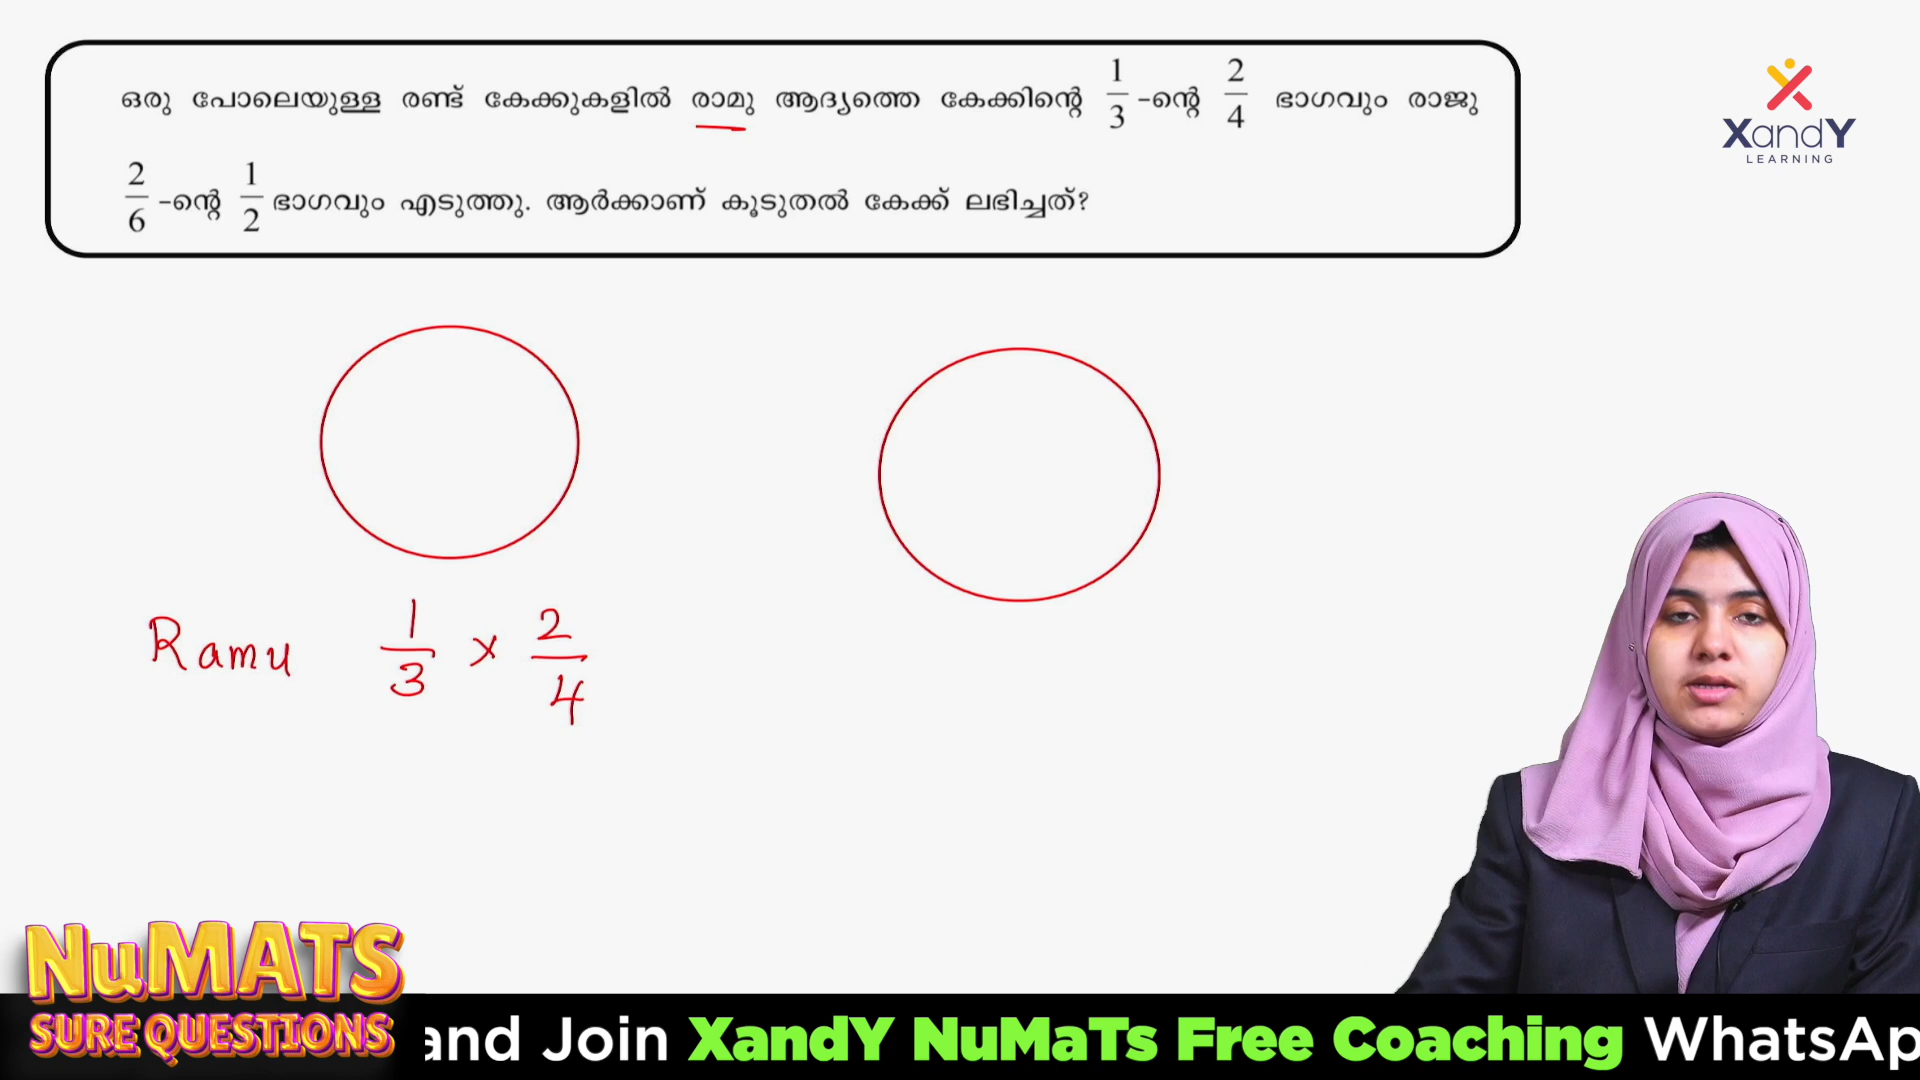 ഒരു പോലെയുള്ള രണ്ട് കേക്കുകളിൽ രാമു ആദ്യത്തെ കേക്കിന്റെ 1/3 -ന്റെ 2/4 ഭാഗവും രാജു
2/6 -ന്റെ 1/2 ഭാഗവും എടുത്തു. ആർക്കാണ് കൂടുതൽ കേക്ക് ലഭിച്ചത്?
XandY
LEARNING
Ramu 1/3 × 2/4
NuMATS
SURE QUESTIONS
and Join XandY NuMaTs Free Coaching WhatsAp